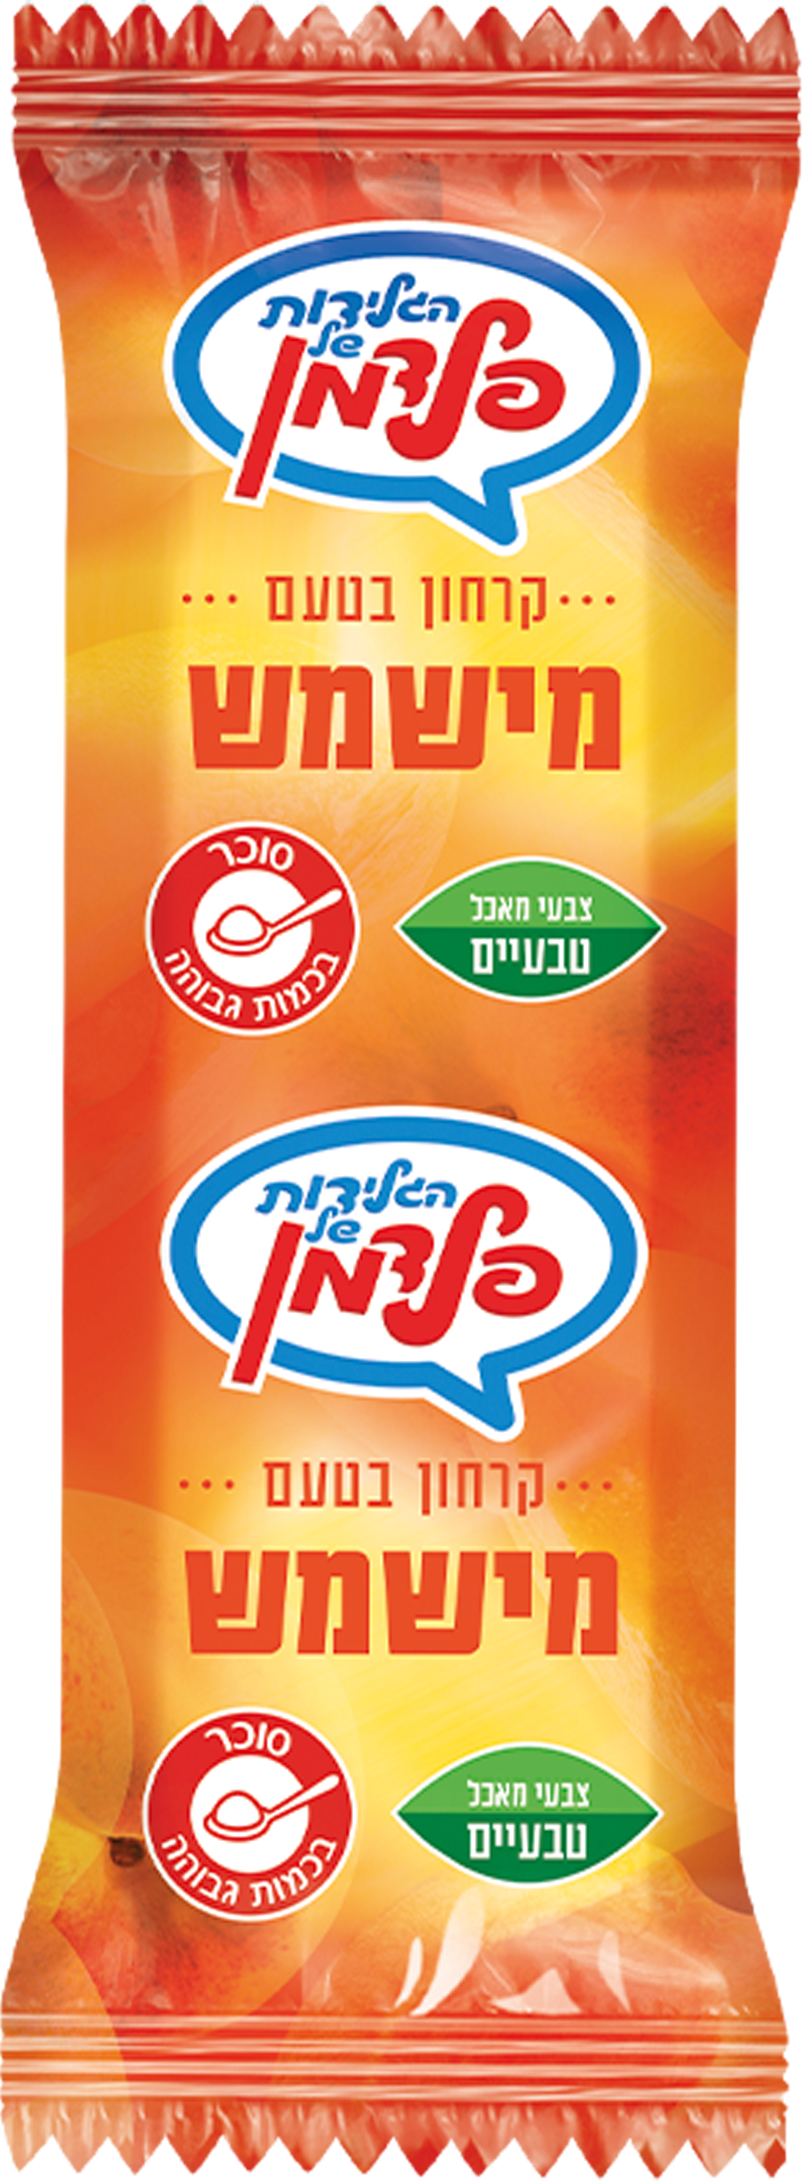 הגלידות
של
פלדמן
...קרחון בטעם...
מישמש
סוכר
בכמות גבוהה
צבעי מאכל
טבעיים
הגלידות
של
פלדמן
...קרחון בטעם...
מישמש
סוכר
בכמות גבוהה
צבעי מאכל
טבעיים